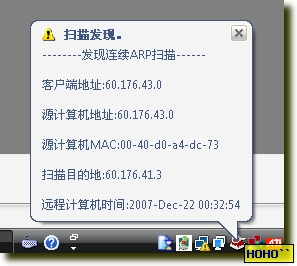 扫描发现。
--------发现连续ARP扫描------
客户端地址:60.176.43.0
源计算机地址:60.176.43.0
源计算机MAC:00-40-d0-a4-dc-73
扫描目的地:60.176.41.3
远程计算机时间:2007-Dec-22 00:32:54
HOHO``